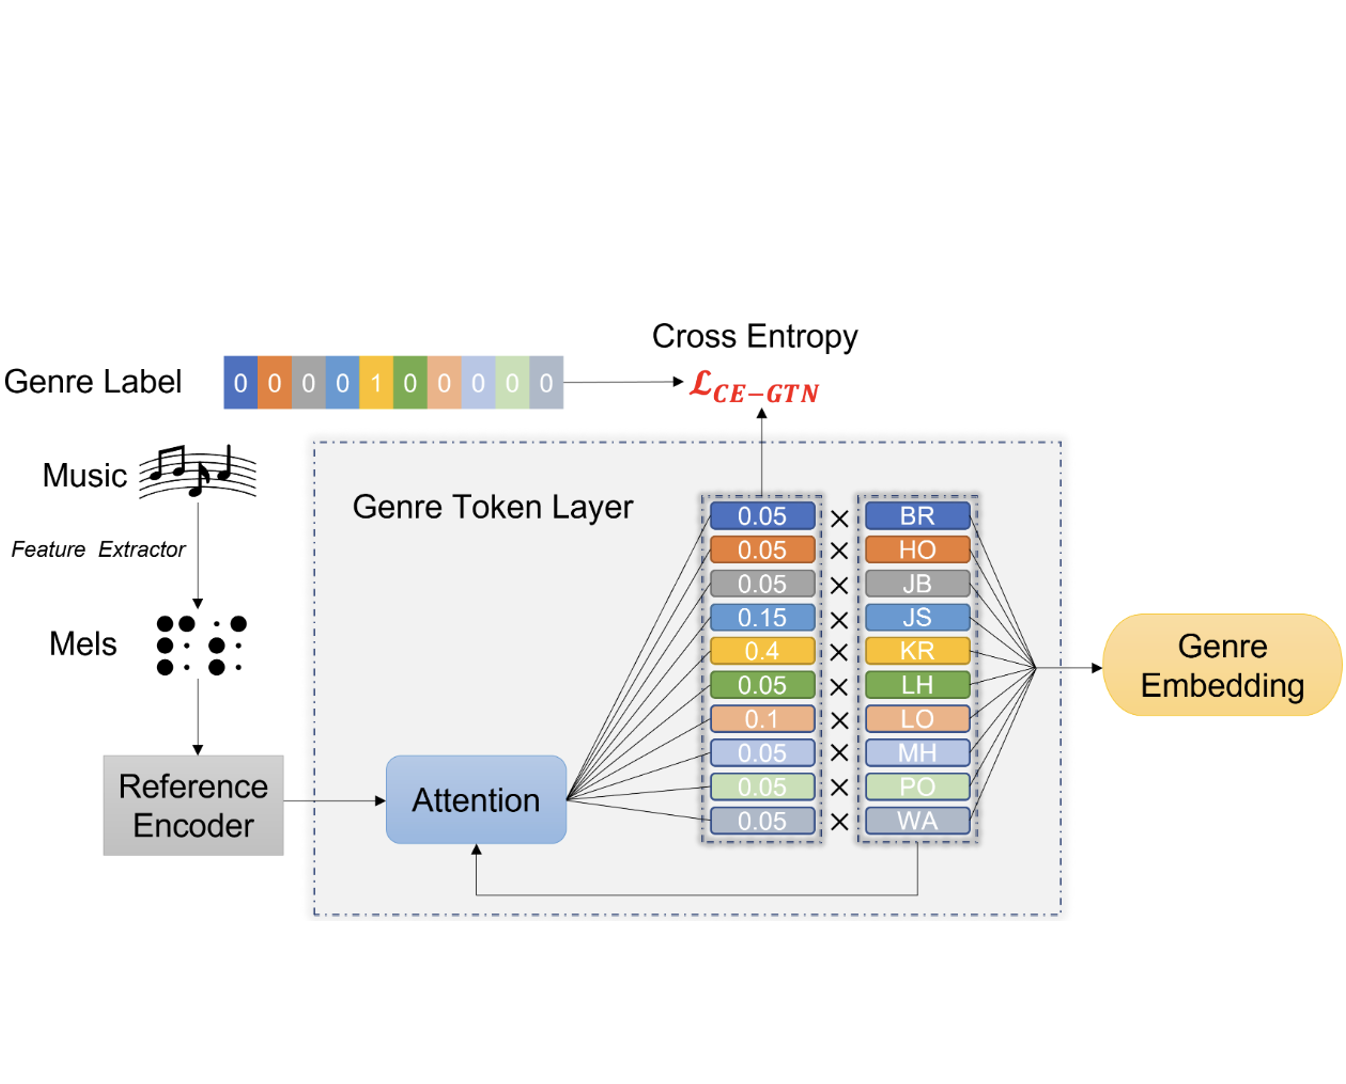 Cross Entropy
Genre Label
0 0 0 0 1 0 0 0 0 0
ℒCE−GTN
Music
Genre Token Layer
Feature Extractor
0.05 × BR
0.05 × HO
0.05 × JB
0.15 × JS
0.4 × KR
0.05 × LH
0.1 × LO
0.05 × MH
0.05 × PO
0.05 × WA
Mels
Genre
Embedding
Reference
Encoder
Attention